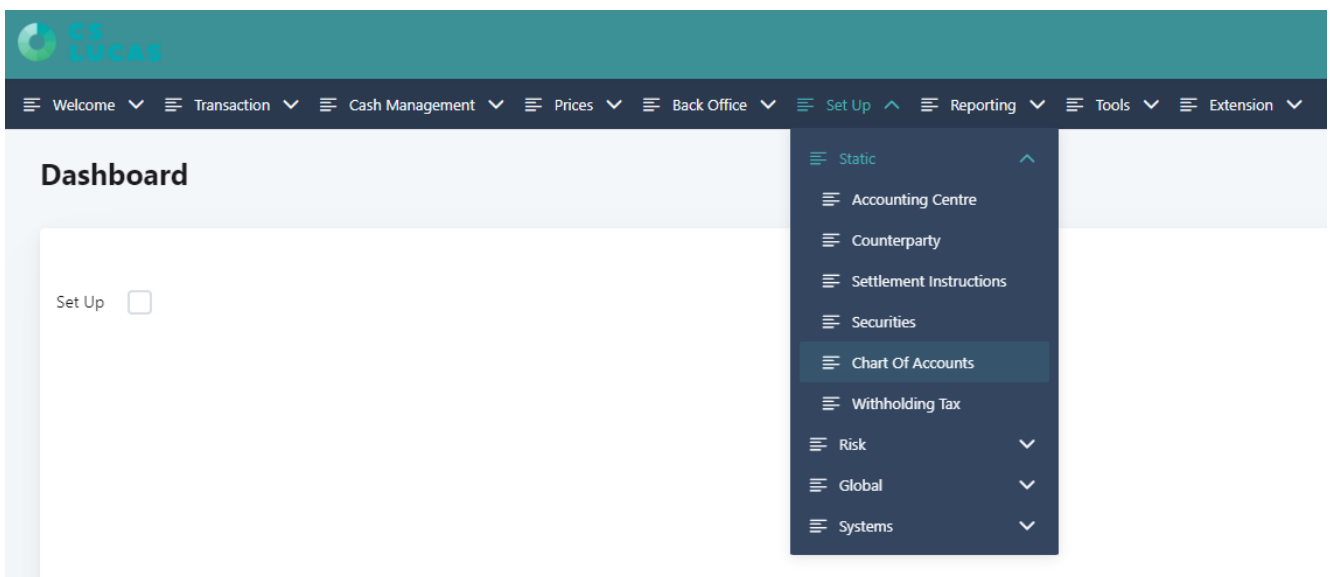 CS
LUCAS
Welcome Transaction Cash Management Prices Back Office Set Up Reporting Tools Extension
Dashboard
Static
Accounting Centre
Counterparty
Set Up
Settlement Instructions
Securities
Chart Of Accounts
Withholding Tax
Risk
Global
Systems